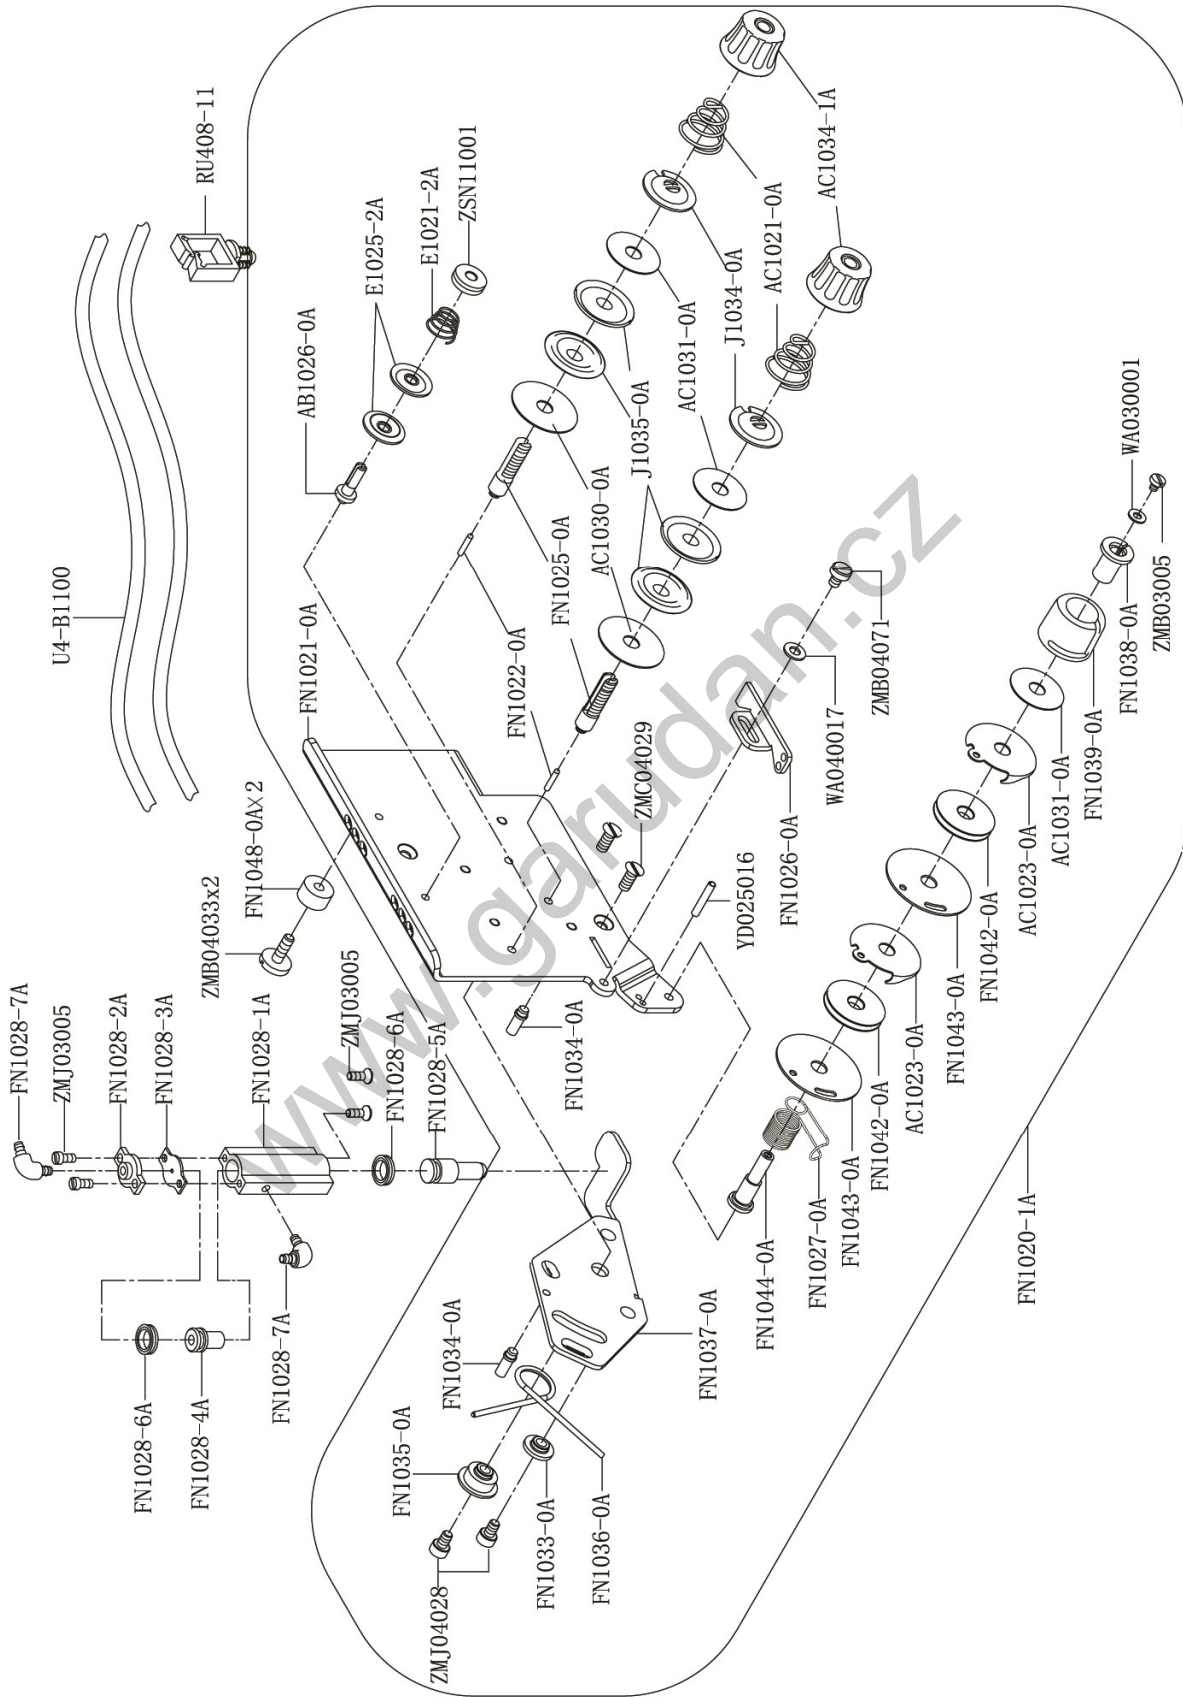 U4-B1100
RU408-11
FN1021-0A
AB1026-0A
E1025-2A
E1021-2A
ZSN11001
FN1048-0A×2
ZMB04033x2
FN1028-7A
ZMJ03005
FN1028-2A
FN1028-3A
FN1028-1A
ZMJ03005
FN1028-6A
FN1028-5A
FN1034-0A
FN1028-6A
FN1028-4A
FN1028-7A
FN1022-0A
FN1025-0A
AC1030-0A
J1035-0A
AC1031-0A
J1034-0A
AC1021-0A
AC1034-1A
ZMC04029
YD025016
FN1026-0A
WA040017
ZMB04071
FN1034-0A
FN1035-0A
ZMJ04028
FN1033-0A
FN1036-0A
FN1037-0A
FN1044-0A
FN1027-0A
FN1043-0A
FN1042-0A
AC1023-0A
FN1043-0A
FN1042-0A
AC1023-0A
AC1031-0A
FN1039-0A
FN1038-0A
ZMB03005
WA030001
FN1020-1A
www.garudan.cz